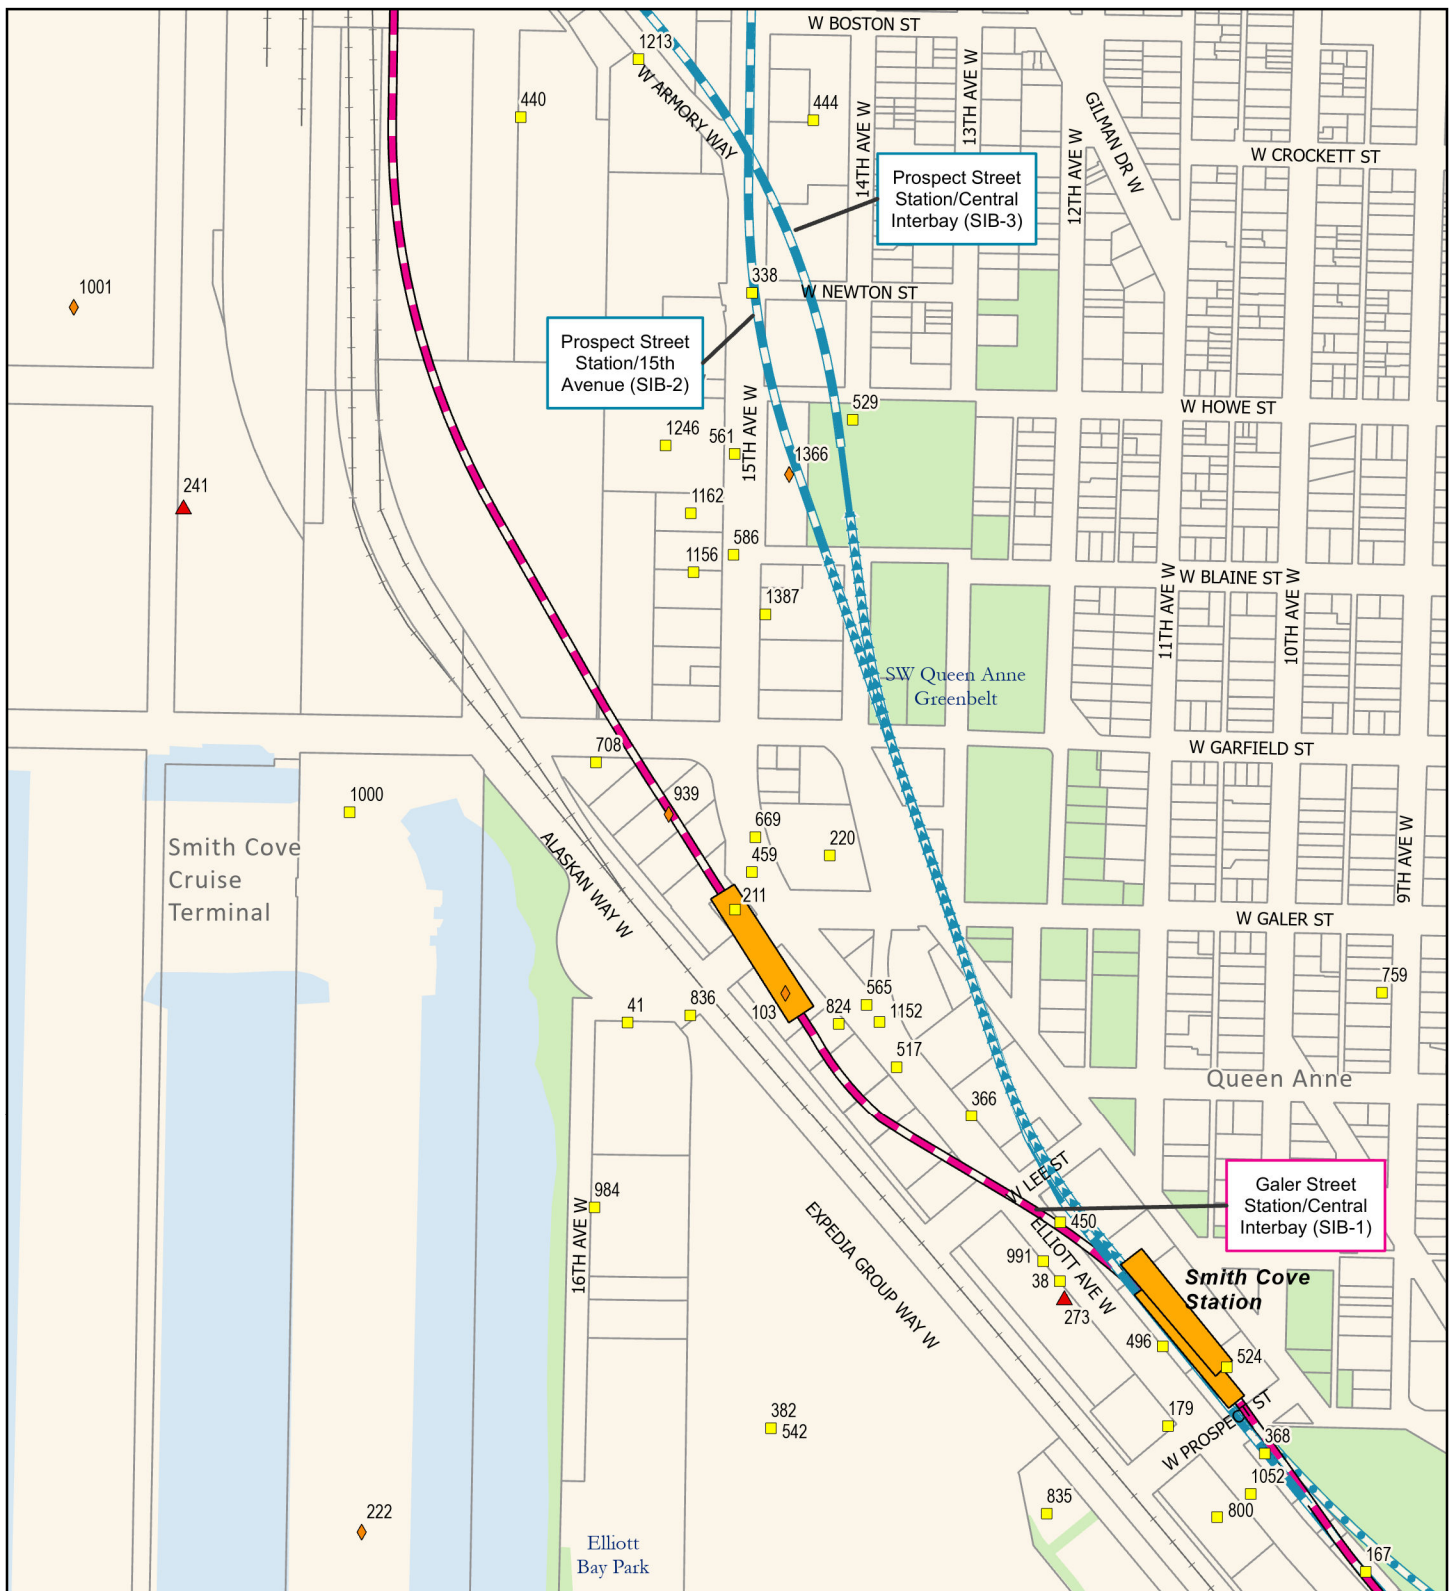 W BOSTON ST
1213
W ARMORY WAY
440
444
14TH AVE W
13TH AVE W
12TH AVE W
GILMAN DR W
W CROCKETT ST
Prospect Street
Station/Central
Interbay (SIB-3)
1001
338
W NEWTON ST
Prospect Street
Station/15th
Avenue (SIB-2)
15TH AVE W
529
W HOWE ST
1246
561
1366
241
1162
586
1156
1387
11TH AVE W
W BLAINE ST
10TH AVE W
SW Queen Anne
Greenbelt
708
W GARFIELD ST
1000
939
669
459
220
9TH AVE W
Smith Cove
Cruise
Terminal
ALASKAN WAY W
211
W GALER ST
759
41
836
103
824
565
1152
517
366
Queen Anne
W LEE ST
984
16TH AVE W
EXPEDIA GROUP WAY W
450
ELLIOTT AVE W
Galer Street
Station/Central
Interbay (SIB-1)
991
38
273
Smith Cove
Station
496
524
382
542
179
W PROSPECT ST
368
1052
835
800
222
Elliott
Bay Park
167